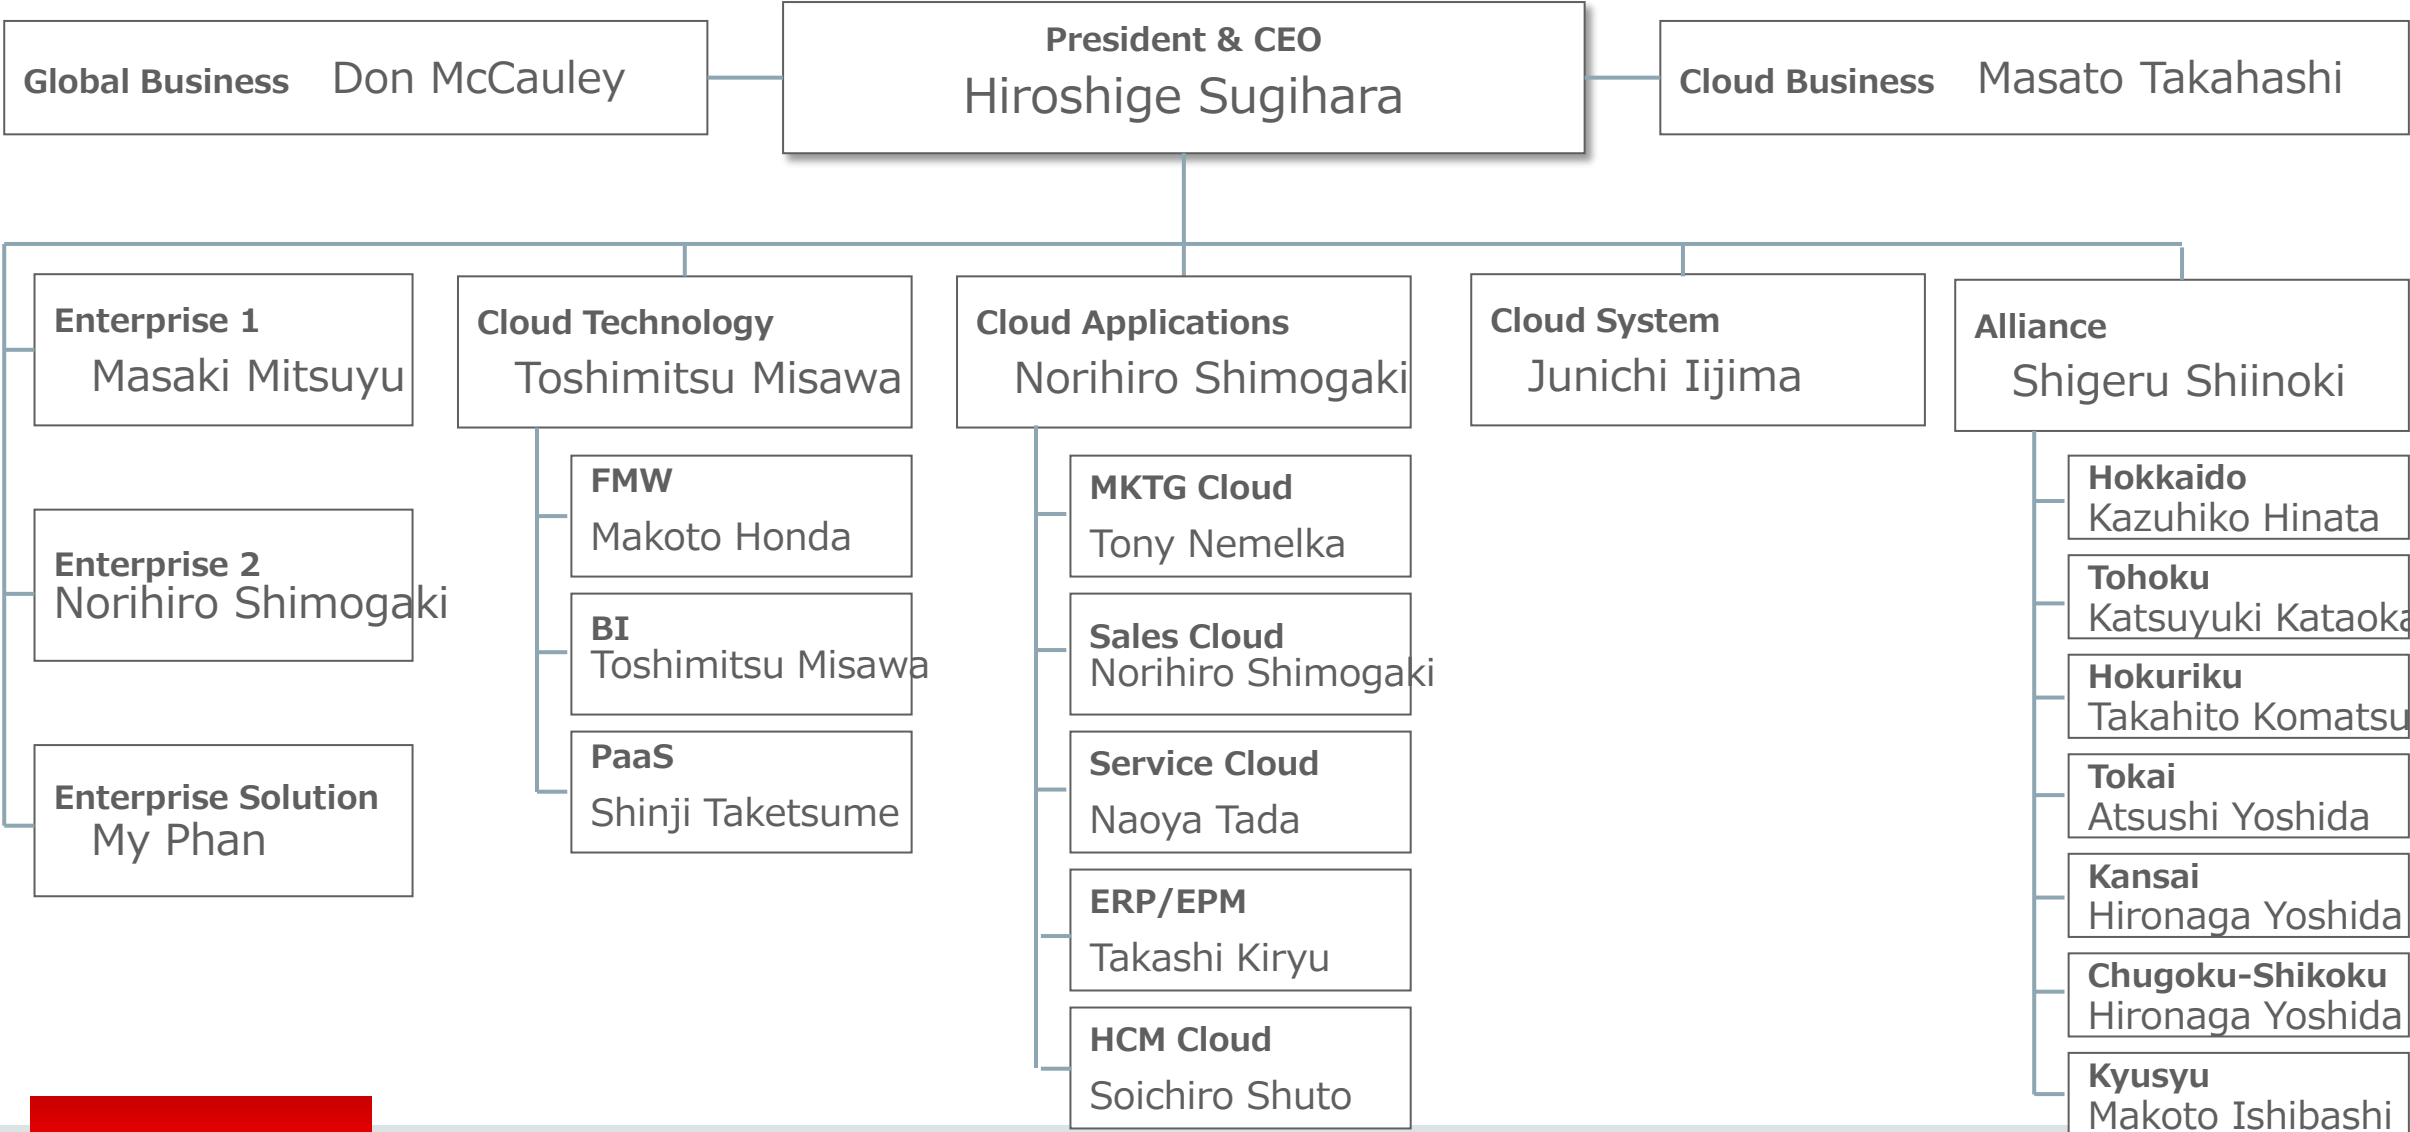 President & CEO
Hiroshige Sugihara
Global Business Don McCauley
Cloud Business Masato Takahashi
Enterprise 1
Masaki Mitsuyu
Enterprise 2
Norihiro Shimogaki
Enterprise Solution
My Phan
Cloud Technology
Toshimitsu Misawa
FMW
Makoto Honda
BI
Toshimitsu Misawa
PaaS
Shinji Taketsume
Cloud Applications
Norihiro Shimogaki
MKTG Cloud
Tony Nemelka
Sales Cloud
Norihiro Shimogaki
Service Cloud
Naoya Tada
ERP/EPM
Takashi Kiryu
HCM Cloud
Soichiro Shuto
Cloud System
Junichi Iijima
Alliance
Shigeru Shiinoki
Hokkaido
Kazuhiko Hinata
Tohoku
Katsuyuki Kataoka
Hokuriku
Takahito Komatsu
Tokai
Atsushi Yoshida
Kansai
Hironaga Yoshida
Chugoku-Shikoku
Hironaga Yoshida
Kyusyu
Makoto Ishibashi